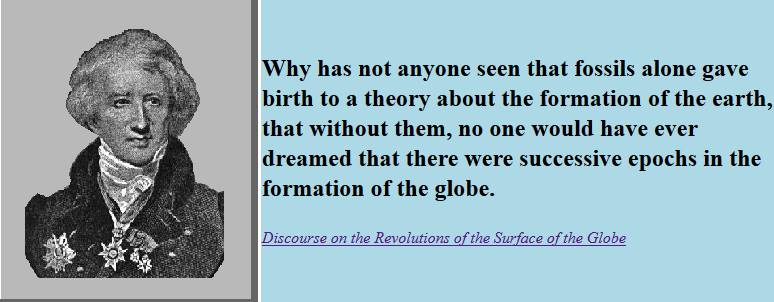 Why has not anyone seen that fossils alone gave
birth to a theory about the formation of the earth,
that without them, no one would have ever
dreamed that there were successive epochs in the
formation of the globe.
Discourse on the Revolutions of the Surface of the Globe